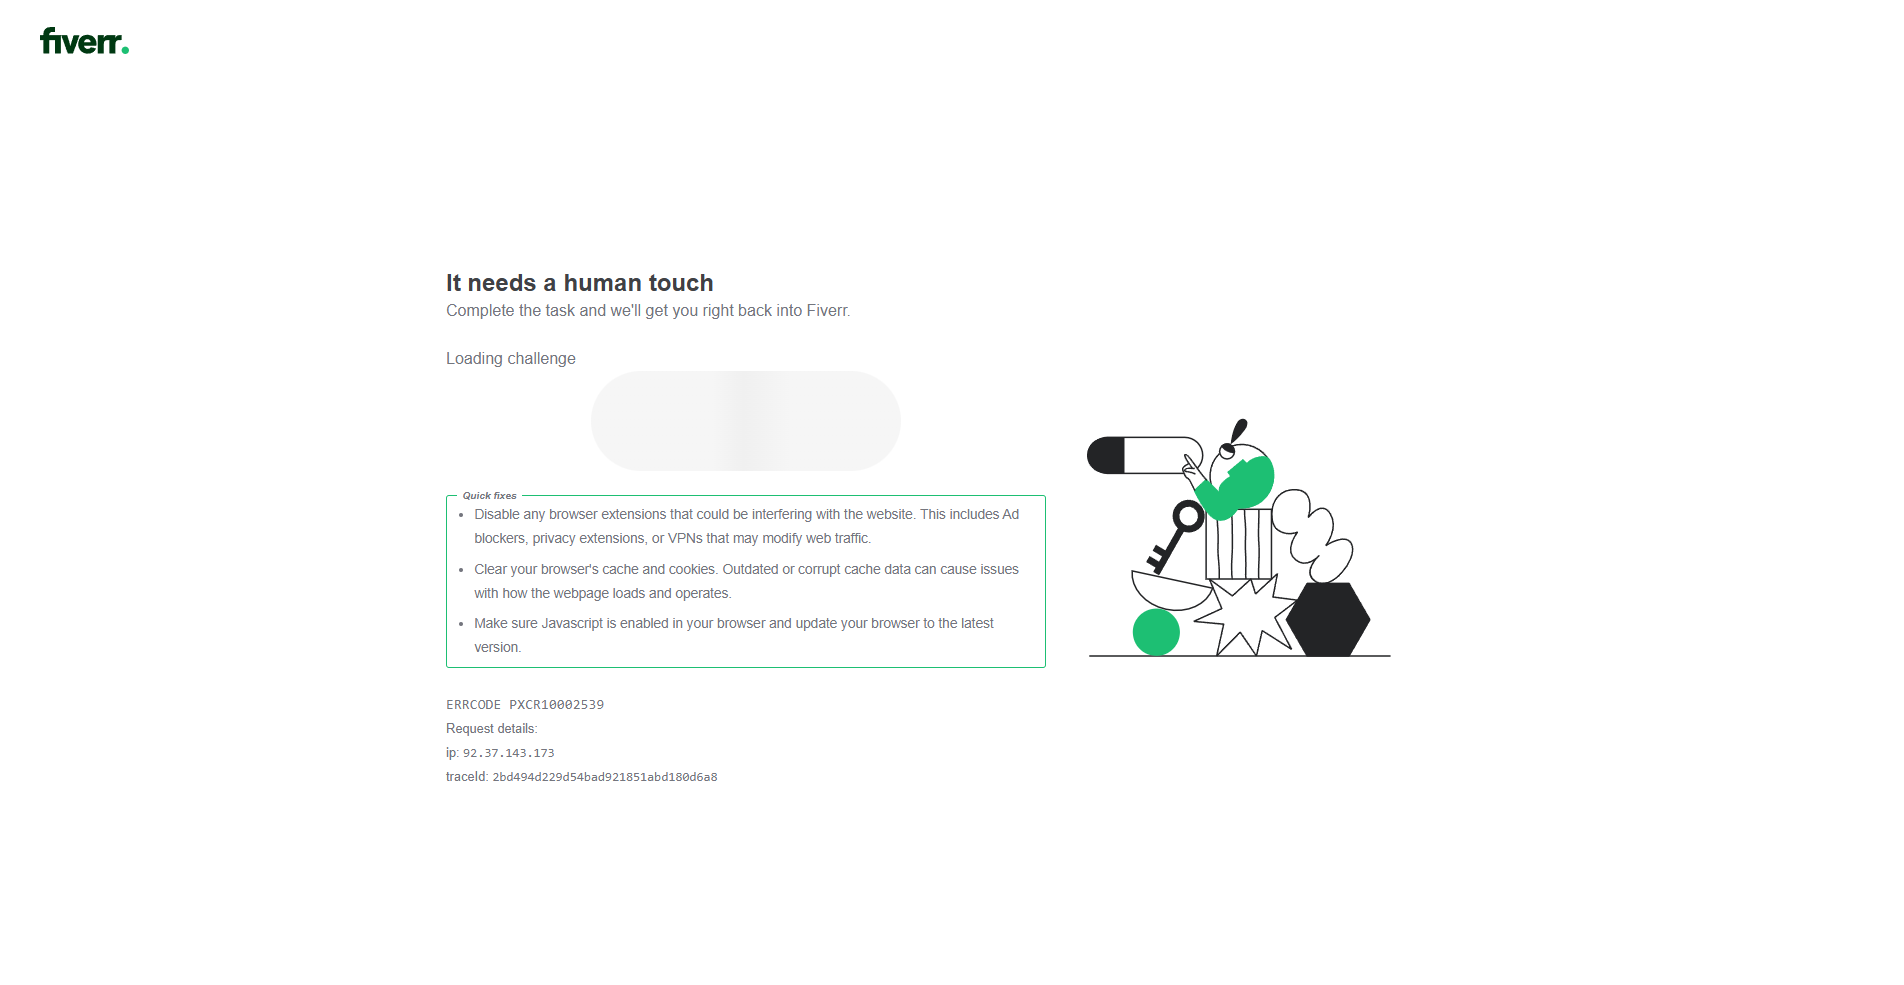 fiverr.
It needs a human touch
Complete the task and we'll get you right back into Fiverr.
Loading challenge
Quick fixes
• Disable any browser extensions that could be interfering with the website. This includes Ad
blockers, privacy extensions, or VPNs that may modify web traffic.
• Clear your browser's cache and cookies. Outdated or corrupt cache data can cause issues
with how the webpage loads and operates.
• Make sure Javascript is enabled in your browser and update your browser to the latest
version.
ERRCODE PXCR10002539
Request details:
ip: 92.37.143.173
traceId: 2bd494d229d54bad921851abd180d6a8